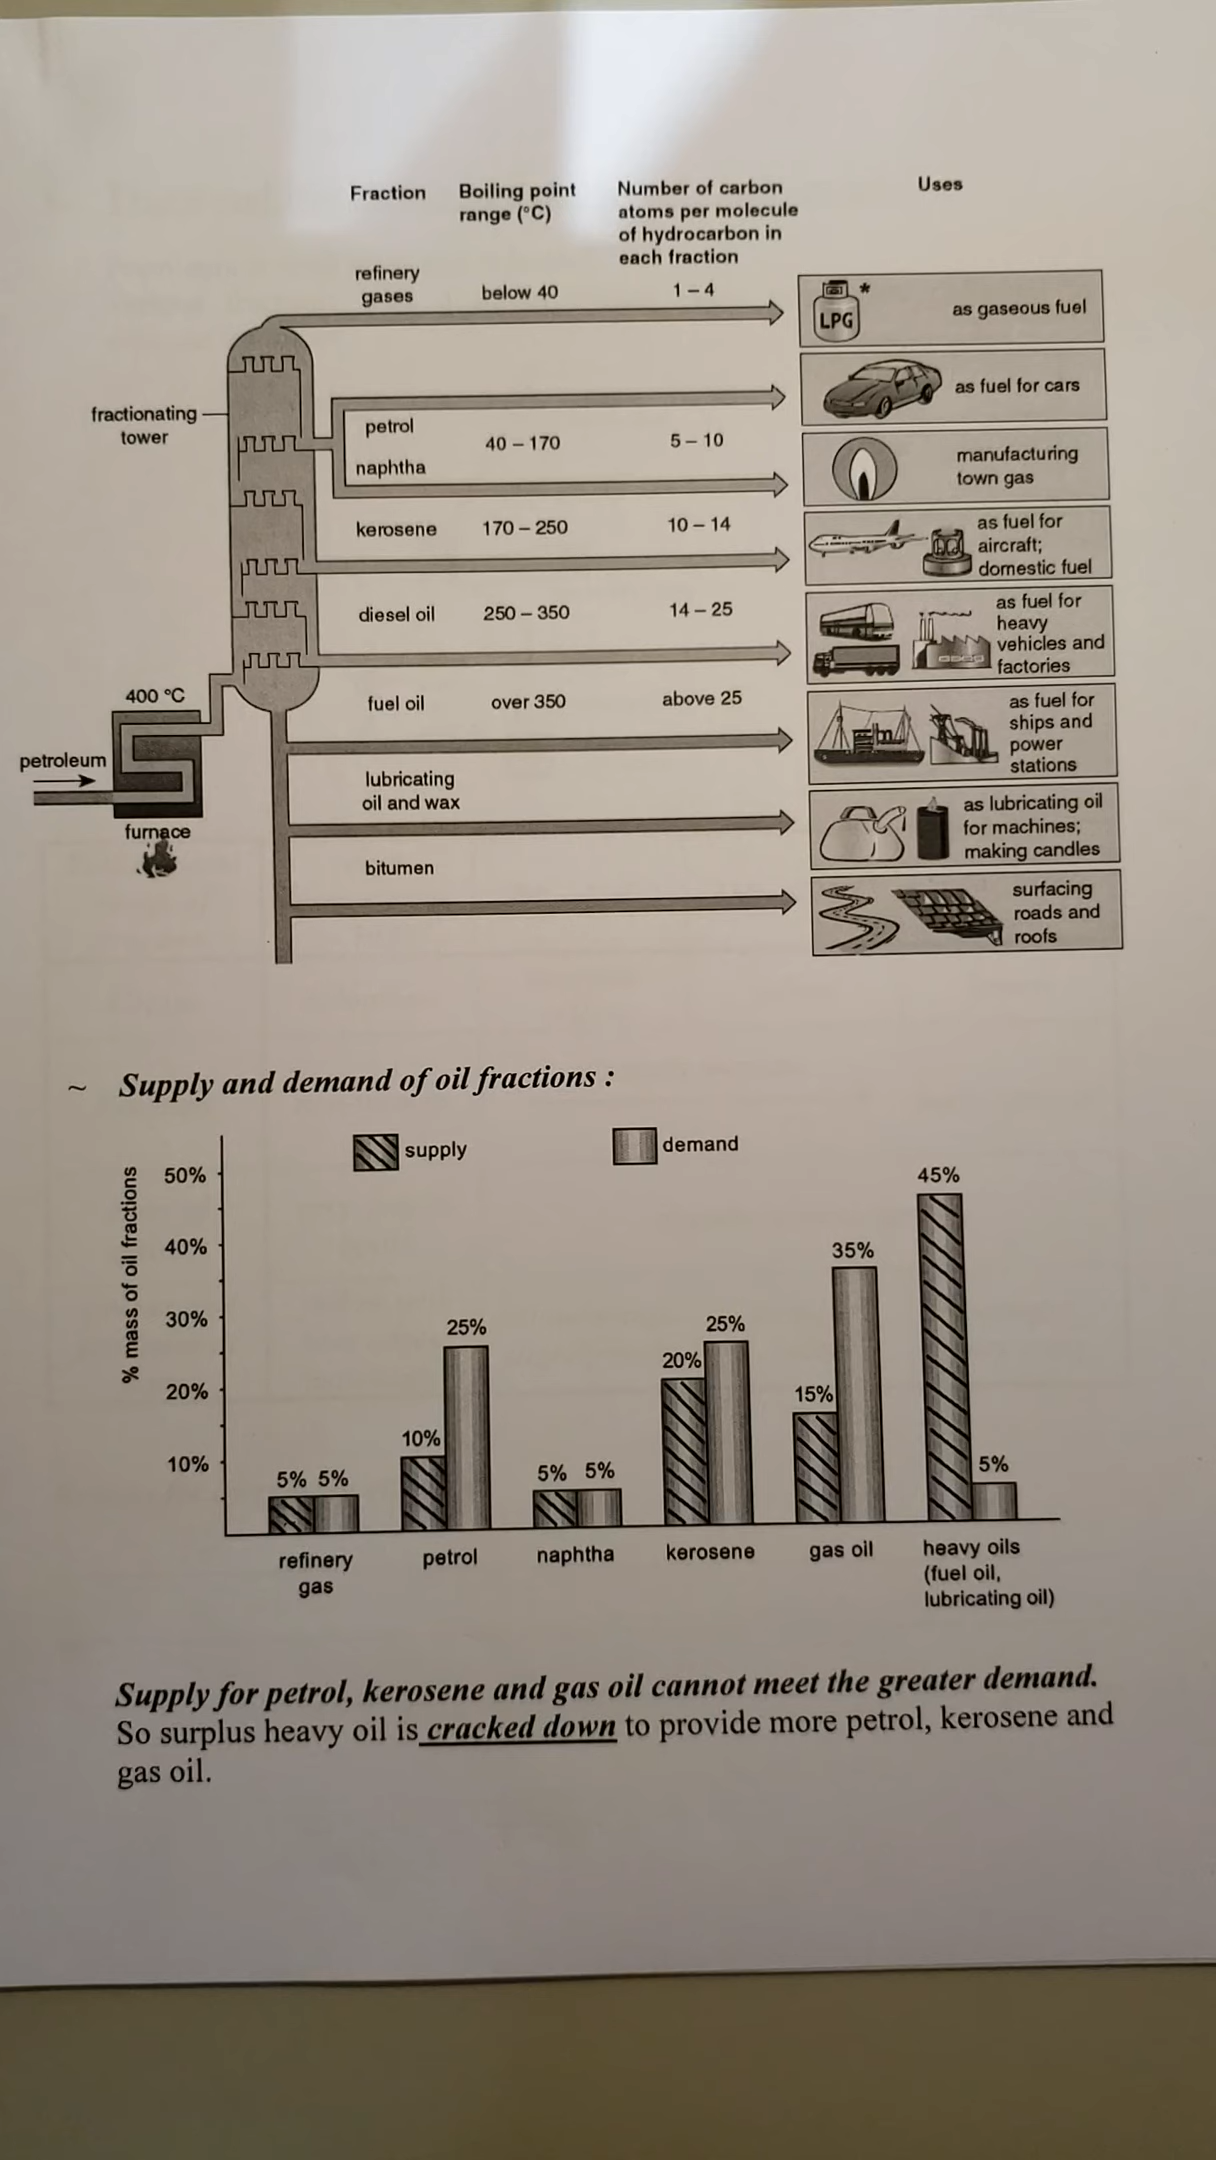 Fraction
Boiling point
range (°C)
Number of carbon
atoms per molecule
of hydrocarbon in
each fraction
Uses
refinery
gases
below 40
1 – 4
LPG
*
as gaseous fuel
fractionating
tower
as fuel for cars
petrol
naphtha
40 – 170
5 – 10
manufacturing
town gas
kerosene
170 – 250
10 – 14
as fuel for
aircraft;
domestic fuel
diesel oil
250 – 350
14 – 25
as fuel for
heavy
vehicles and
factories
400 °C
fuel oil
over 350
above 25
as fuel for
ships and
power
stations
petroleum
furnace
lubricating
oil and wax
as lubricating oil
for machines;
making candles
bitumen
surfacing
roads and
roofs
~ Supply and demand of oil fractions :
supply
demand
% mass of oil fractions
50%
40%
30%
20%
10%
5% 5%
10%
25%
5% 5%
20%
25%
15%
35%
45%
5%
refinery
gas
petrol
naphtha
kerosene
gas oil
heavy oils
(fuel oil,
lubricating oil)
Supply for petrol, kerosene and gas oil cannot meet the greater demand.
So surplus heavy oil is cracked down to provide more petrol, kerosene and
gas oil.